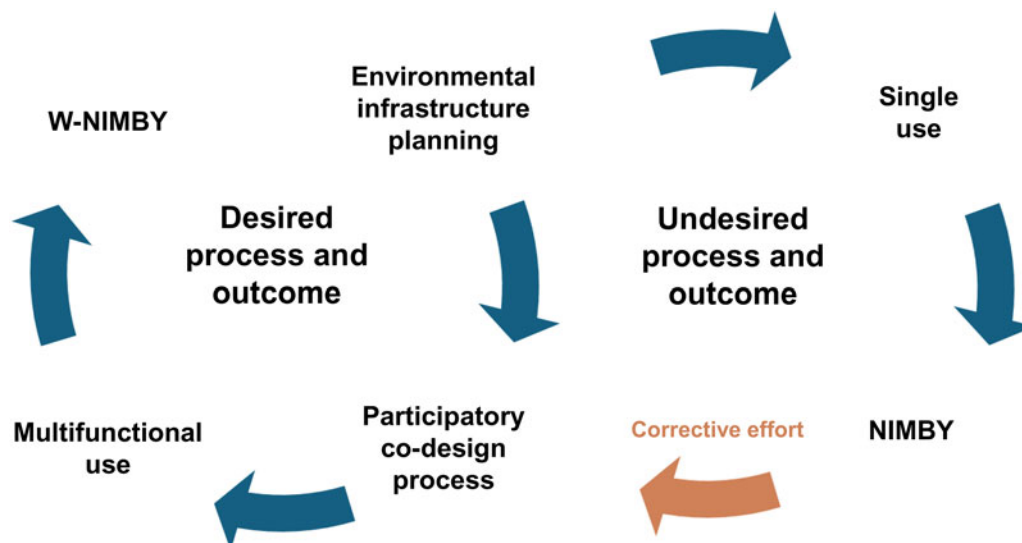 W-NIMBY
Environmental
infrastructure
planning
Single
use
Desired
process and
outcome
Undesired
process and
outcome
Multifunctional
use
Participatory
co-design
process
Corrective effort
NIMBY